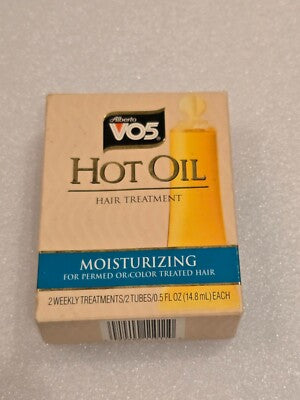 Alberto
VO5
HOT OIL
HAIR TREATMENT
MOISTURIZING
FOR PERMED OR COLOR TREATED HAIR
2 WEEKLY TREATMENTS/2 TUBES/0.5 FL OZ (14.8 mL) EACH